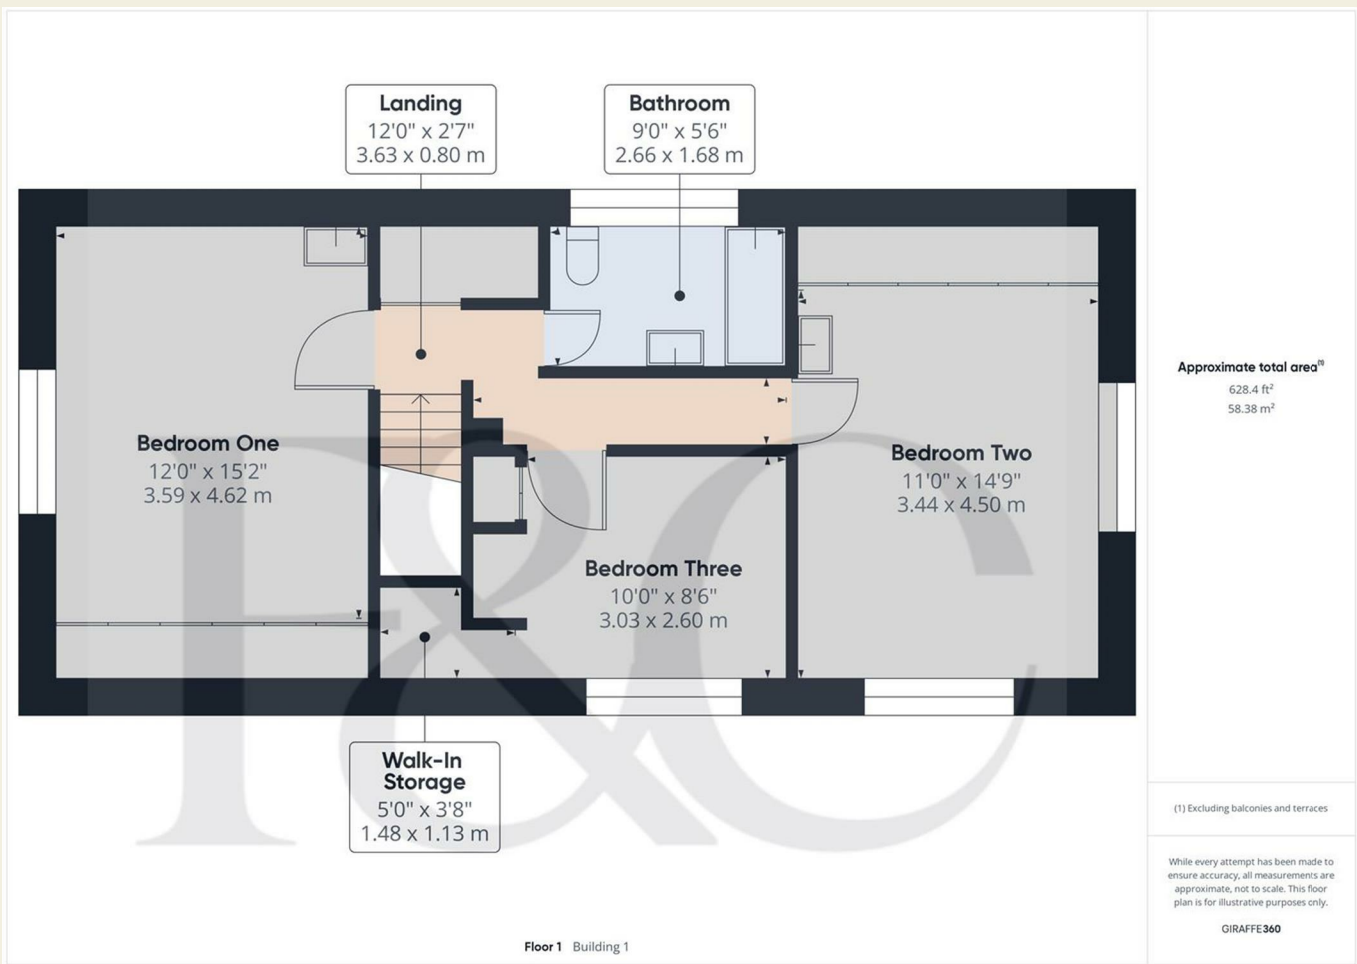 Landing
12'0" x 2'7"
3.63 x 0.80 m
Bathroom
9'0" x 5'6"
2.66 x 1.68 m
Bedroom One
12'0" x 15'2"
3.59 x 4.62 m
Bedroom Two
11'0" x 14'9"
3.44 x 4.50 m
Bedroom Three
10'0" x 8'6"
3.03 x 2.60 m
Walk-In
Storage
5'0" x 3'8"
1.48 x 1.13 m
F&C
Floor 1 Building 1
Approximate total area⁽¹⁾
628.4 ft²
58.38 m²
(1) Excluding balconies and terraces
While every attempt has been made to
ensure accuracy, all measurements are
approximate, not to scale. This floor
plan is for illustrative purposes only.
GIRAFFE360